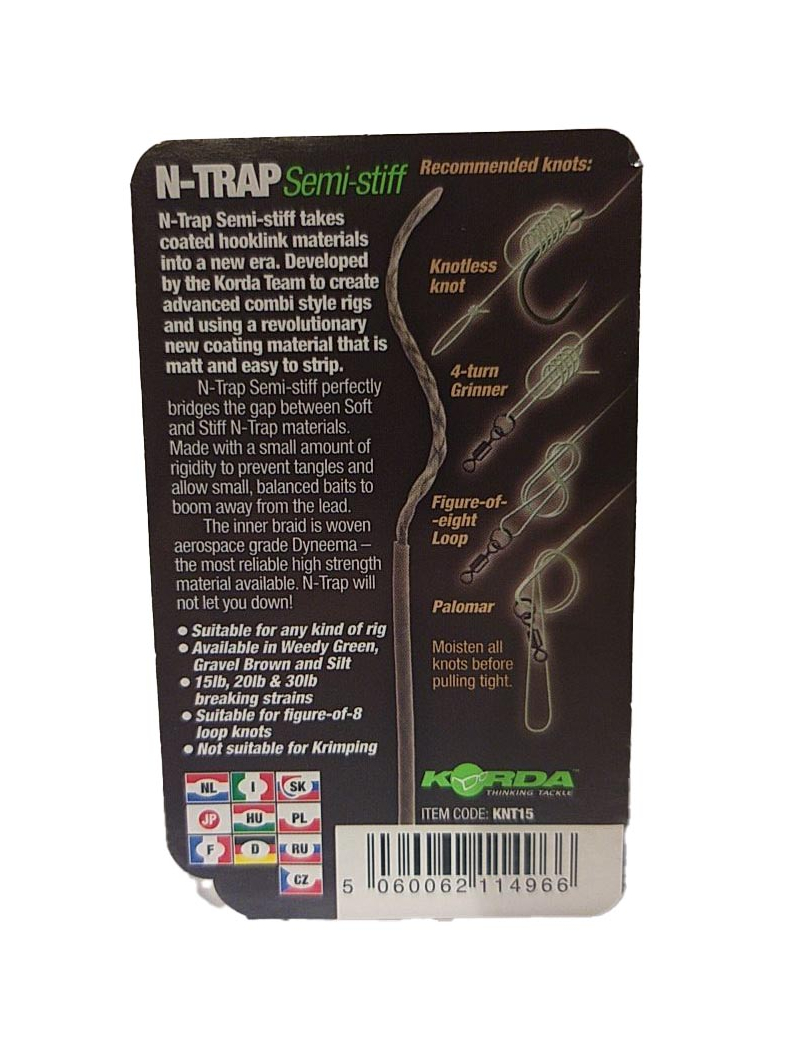 N-TRAP Semi-stiff
N-Trap Semi-stiff takes
coated hooklink materials
into a new era. Developed
by the Korda Team to create
advanced combi style rigs
and using a revolutionary
new coating material that is
matt and easy to strip.
N-Trap Semi-stiff perfectly
bridges the gap between Soft
and Stiff N-Trap materials.
Made with a small amount of
rigidity to prevent tangles and
allow small, balanced baits to
boom away from the lead.
The inner braid is woven
aerospace grade Dyneema –
the most reliable high strength
material available. N-Trap will
not let you down!
• Suitable for any kind of rig
• Available in Weedy Green,
Gravel Brown and Silt
• 15lb, 20lb & 30lb
breaking strains
• Suitable for figure-of-8
loop knots
• Not suitable for Krimping
NL I SK
JP HU PL
F D RU
CZ
Recommended knots:
Knotless
knot
4-turn
Grinner
Figure-of-
-eight
Loop
Palomar
Moisten all
knots before
pulling tight.
KORDA™
THINKING TACKLE
ITEM CODE: KNT15
5 060062 114966